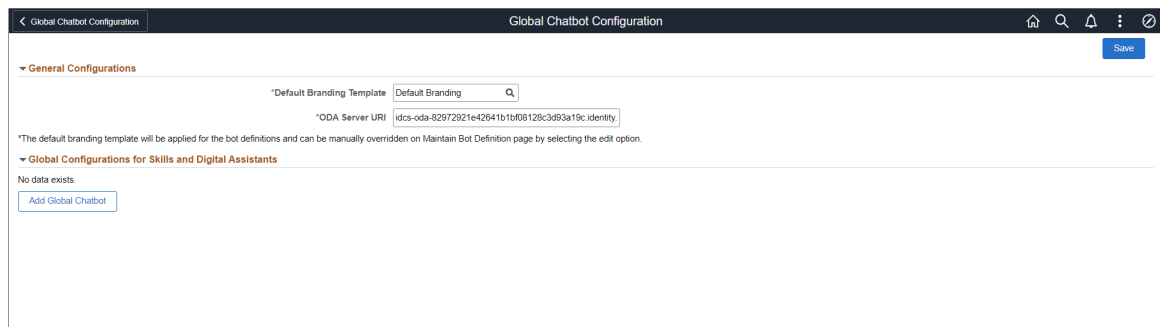 Global Chatbot Configuration
Global Chatbot Configuration
Save
General Configurations
*Default Branding Template Default Branding
*ODA Server URI idcs-oda-82972921e42641b1bf08128c3d93a19c.identity.
*The default branding template will be applied for the bot definitions and can be manually overridden on Maintain Bot Definition page by selecting the edit option.
Global Configurations for Skills and Digital Assistants
No data exists.
Add Global Chatbot